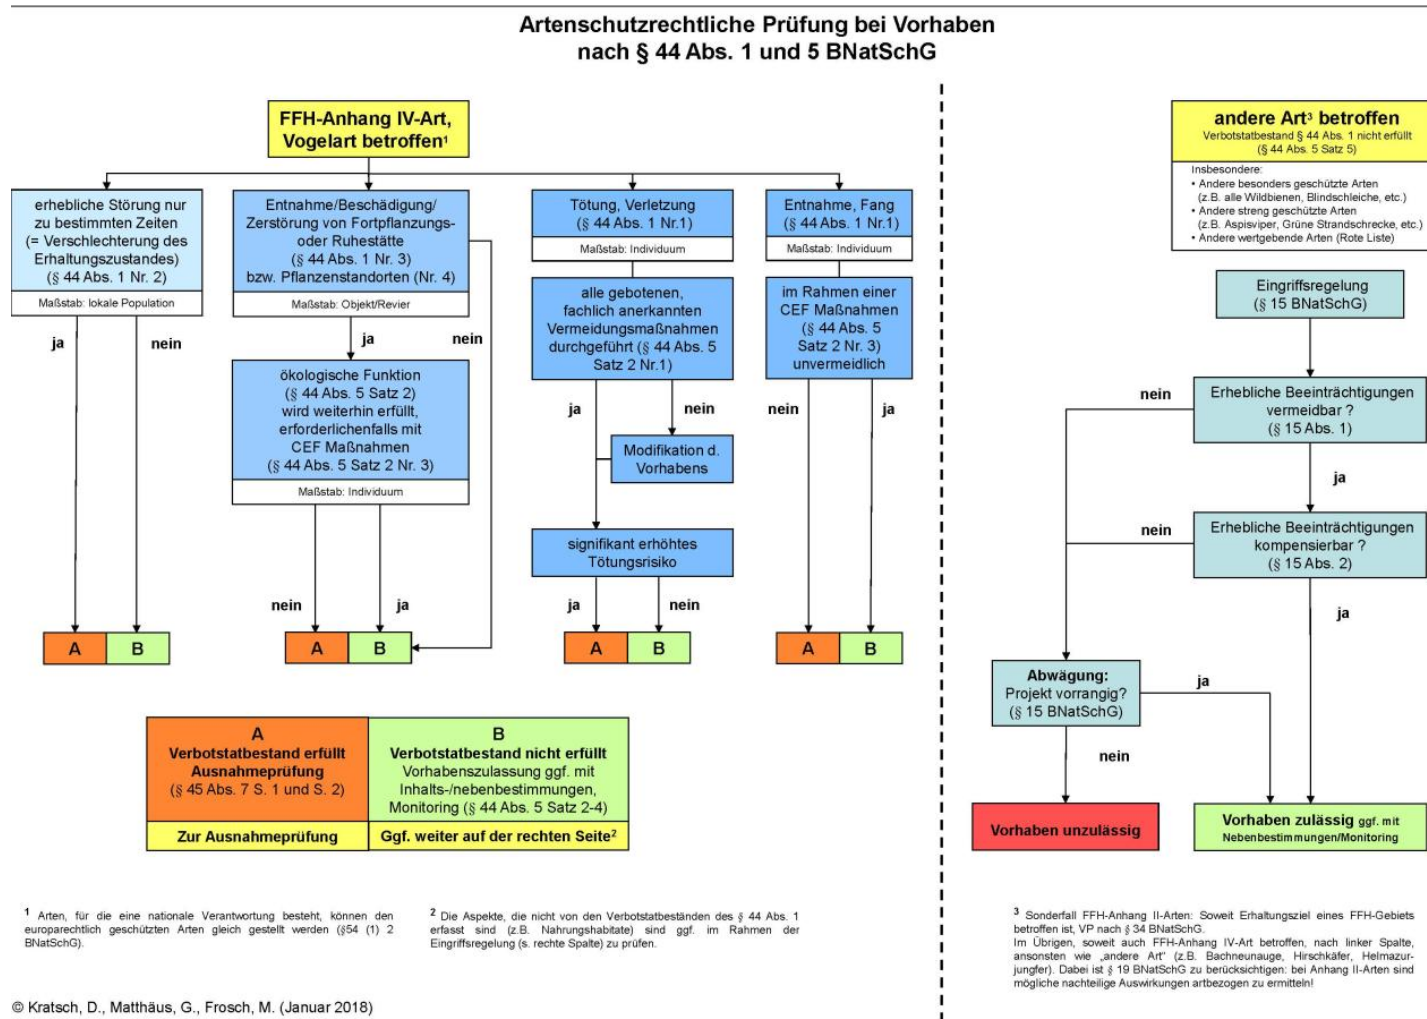 Artenschutzrechtliche Prüfung bei Vorhaben
nach § 44 Abs. 1 und 5 BNatSchG
FFH-Anhang IV-Art,
Vogelart betroffen¹
erhebliche Störung nur
zu bestimmten Zeiten
(= Verschlechterung des
Erhaltungszustandes)
(§ 44 Abs. 1 Nr. 2)
Maßstab: lokale Population
ja
nein
Entnahme/Beschädigung/
Zerstörung von Fortpflanzungs-
oder Ruhestätte
(§ 44 Abs. 1 Nr. 3)
bzw. Pflanzenstandorten (Nr. 4)
Maßstab: Objekt/Revier
ja
nein
ökologische Funktion
(§ 44 Abs. 5 Satz 2)
wird weiterhin erfüllt,
erforderlichenfalls mit
CEF Maßnahmen
(§ 44 Abs. 5 Satz 2 Nr. 3)
Maßstab: Individuum
nein
ja
Tötung, Verletzung
(§ 44 Abs. 1 Nr.1)
Maßstab: Individuum
alle gebotenen,
fachlich anerkannten
Vermeidungsmaßnahmen
durchgeführt (§ 44 Abs. 5
Satz 2 Nr.1)
ja
nein
Modifikation d.
Vorhabens
signifikant erhöhtes
Tötungsrisiko
ja
nein
Entnahme, Fang
(§ 44 Abs. 1 Nr.1)
Maßstab: Individuum
im Rahmen einer
CEF Maßnahmen
(§ 44 Abs. 5
Satz 2 Nr. 3)
unvermeidlich
nein
ja
A B
A B
A B
A B
A
Verbotstatbestand erfüllt
Ausnahmeprüfung
(§ 45 Abs. 7 S. 1 und S. 2)
Zur Ausnahmeprüfung
B
Verbotstatbestand nicht erfüllt
Vorhabenszulassung ggf. mit
Inhalts-/nebenbestimmungen,
Monitoring (§ 44 Abs. 5 Satz 2-4)
Ggf. weiter auf der rechten Seite²
andere Art³ betroffen
Verbotstatbestand § 44 Abs. 1 nicht erfüllt
(§ 44 Abs. 5 Satz 5)
Insbesondere:
• Andere besonders geschützte Arten
(z.B. alle Wildbienen, Blindschleiche, etc.)
• Andere streng geschützte Arten
(z.B. Aspisviper, Grüne Strandschrecke, etc.)
• Andere wertgebende Arten (Rote Liste)
Eingriffsregelung
(§ 15 BNatSchG)
nein
Erhebliche Beeinträchtigungen
vermeidbar ?
(§ 15 Abs. 1)
ja
nein
Erhebliche Beeinträchtigungen
kompensierbar ?
(§ 15 Abs. 2)
ja
Abwägung:
Projekt vorrangig?
(§ 15 BNatSchG)
ja
nein
Vorhaben unzulässig
Vorhaben zulässig ggf. mit
Nebenbestimmungen/Monitoring
¹ Arten, für die eine nationale Verantwortung besteht, können den
europarechtlich geschützten Arten gleich gestellt werden (§54 (1) 2
BNatSchG).
² Die Aspekte, die nicht von den Verbotstatbeständen des § 44 Abs. 1
erfasst sind (z.B. Nahrungshabitate) sind ggf. im Rahmen der
Eingriffsregelung (s. rechte Spalte) zu prüfen.
³ Sonderfall FFH-Anhang II-Arten: Soweit Erhaltungsziel eines FFH-Gebiets
betroffen ist, VP nach § 34 BNatSchG.
Im Übrigen, soweit auch FFH-Anhang IV-Art betroffen, nach linker Spalte,
ansonsten wie „andere Art“ (z.B. Bachneunauge, Hirschkäfer, Helmazur-
jungfer). Dabei ist § 19 BNatSchG zu berücksichtigen: bei Anhang II-Arten sind
mögliche nachteilige Auswirkungen artbezogen zu ermitteln!
© Kratsch, D., Matthäus, G., Frosch, M. (Januar 2018)